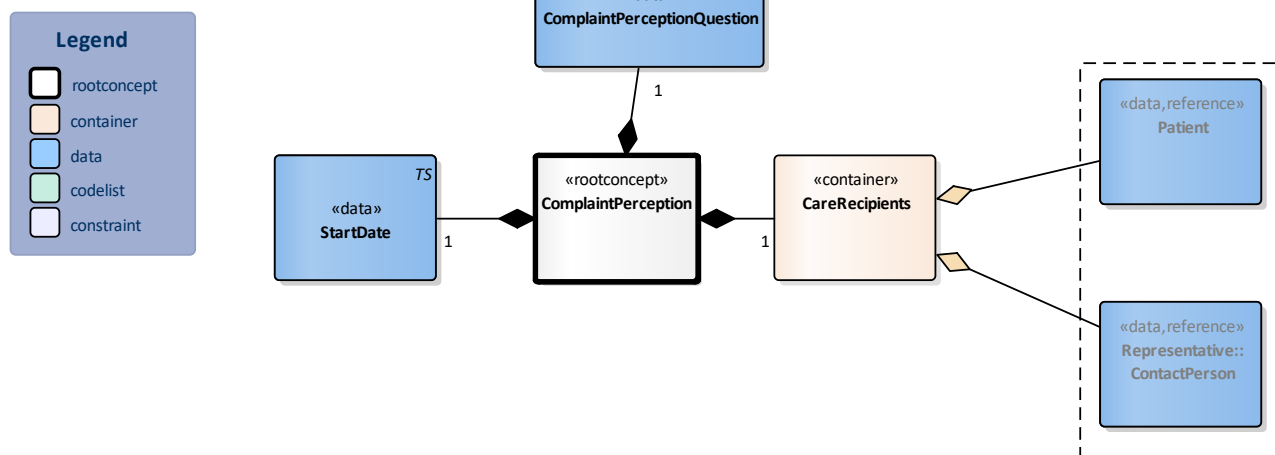 Legend
rootconcept
container
data
codelist
constraint
ComplaintPerceptionQuestion
1
TS
«data»
StartDate
1
«rootconcept»
ComplaintPerception
1
«container»
CareRecipients
«data,reference»
Patient
«data,reference»
Representative::
ContactPerson